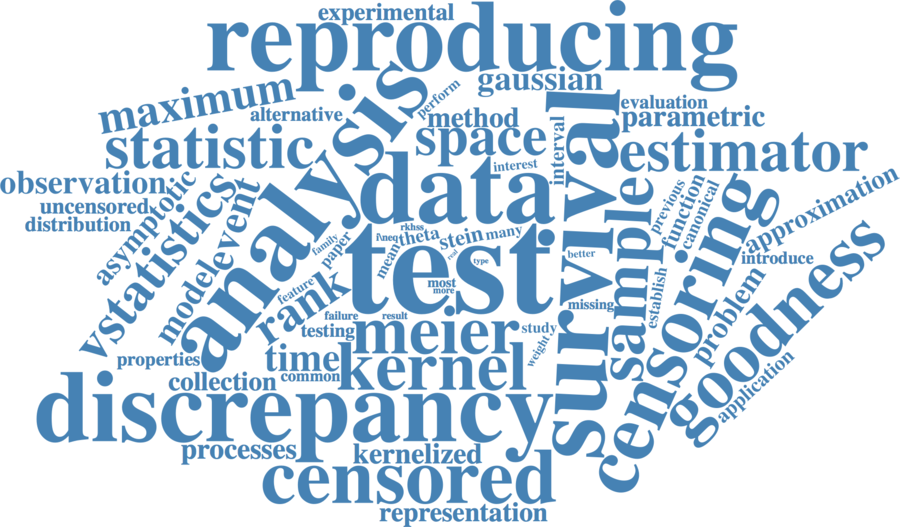 experimental
reproducing
gaussian
maximum
perform
alternative
method
evaluation
parametric
statistic
analysis
space
interval
survival
estimator
interest
data
observation
uncensored
distribution
asymptotic
vstatistics
event
model
sample
previous
function
canonical
censoring
approximation
rkhss
f\neq
theta
stein
many
family
paper
mean
real
type
test
better
introduce
goodness
feature
rank
most
more
missing
establish
problem
failure
result
testing
meier
study
weight
properties
time
common
kernel
collection
application
discrepancy
processes
kernelized
censored
representation